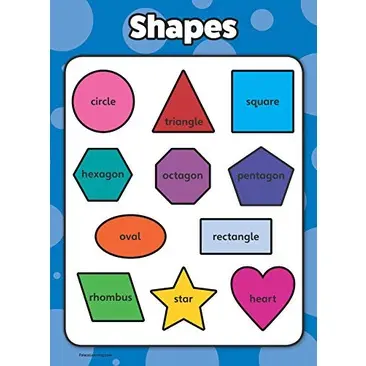 Shapes
circle
triangle
square
hexagon
octagon
pentagon
oval
rectangle
rhombus
star
heart